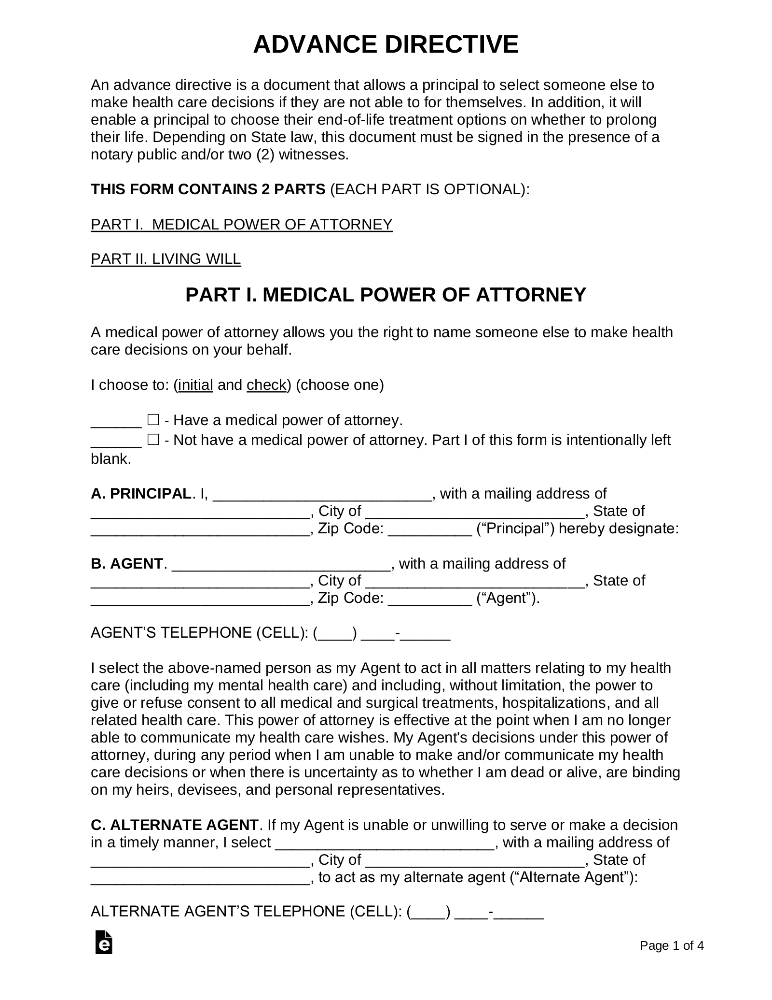 ADVANCE DIRECTIVE
An advance directive is a document that allows a principal to select someone else to
make health care decisions if they are not able to for themselves. In addition, it will
enable a principal to choose their end-of-life treatment options on whether to prolong
their life. Depending on State law, this document must be signed in the presence of a
notary public and/or two (2) witnesses.
THIS FORM CONTAINS 2 PARTS (EACH PART IS OPTIONAL):
PART I.  MEDICAL POWER OF ATTORNEY
PART II. LIVING WILL
PART I. MEDICAL POWER OF ATTORNEY
A medical power of attorney allows you the right to name someone else to make health
care decisions on your behalf.
I choose to: (initial and check) (choose one)
______ ☐ - Have a medical power of attorney.
______ ☐ - Not have a medical power of attorney. Part I of this form is intentionally left
blank.
A. PRINCIPAL. I, __________________________, with a mailing address of
__________________________, City of __________________________, State of
__________________________, Zip Code: __________ (“Principal”) hereby designate:
B. AGENT. __________________________, with a mailing address of
__________________________, City of __________________________, State of
__________________________, Zip Code: __________ (“Agent”).
AGENT’S TELEPHONE (CELL): (____) ____-______
I select the above-named person as my Agent to act in all matters relating to my health
care (including my mental health care) and including, without limitation, the power to
give or refuse consent to all medical and surgical treatments, hospitalizations, and all
related health care. This power of attorney is effective at the point when I am no longer
able to communicate my health care wishes. My Agent's decisions under this power of
attorney, during any period when I am unable to make and/or communicate my health
care decisions or when there is uncertainty as to whether I am dead or alive, are binding
on my heirs, devisees, and personal representatives.
C. ALTERNATE AGENT. If my Agent is unable or unwilling to serve or make a decision
in a timely manner, I select __________________________, with a mailing address of
__________________________, City of __________________________, State of
__________________________, to act as my alternate agent (“Alternate Agent”):
ALTERNATE AGENT’S TELEPHONE (CELL): (____) ____-______
e
Page 1 of 4